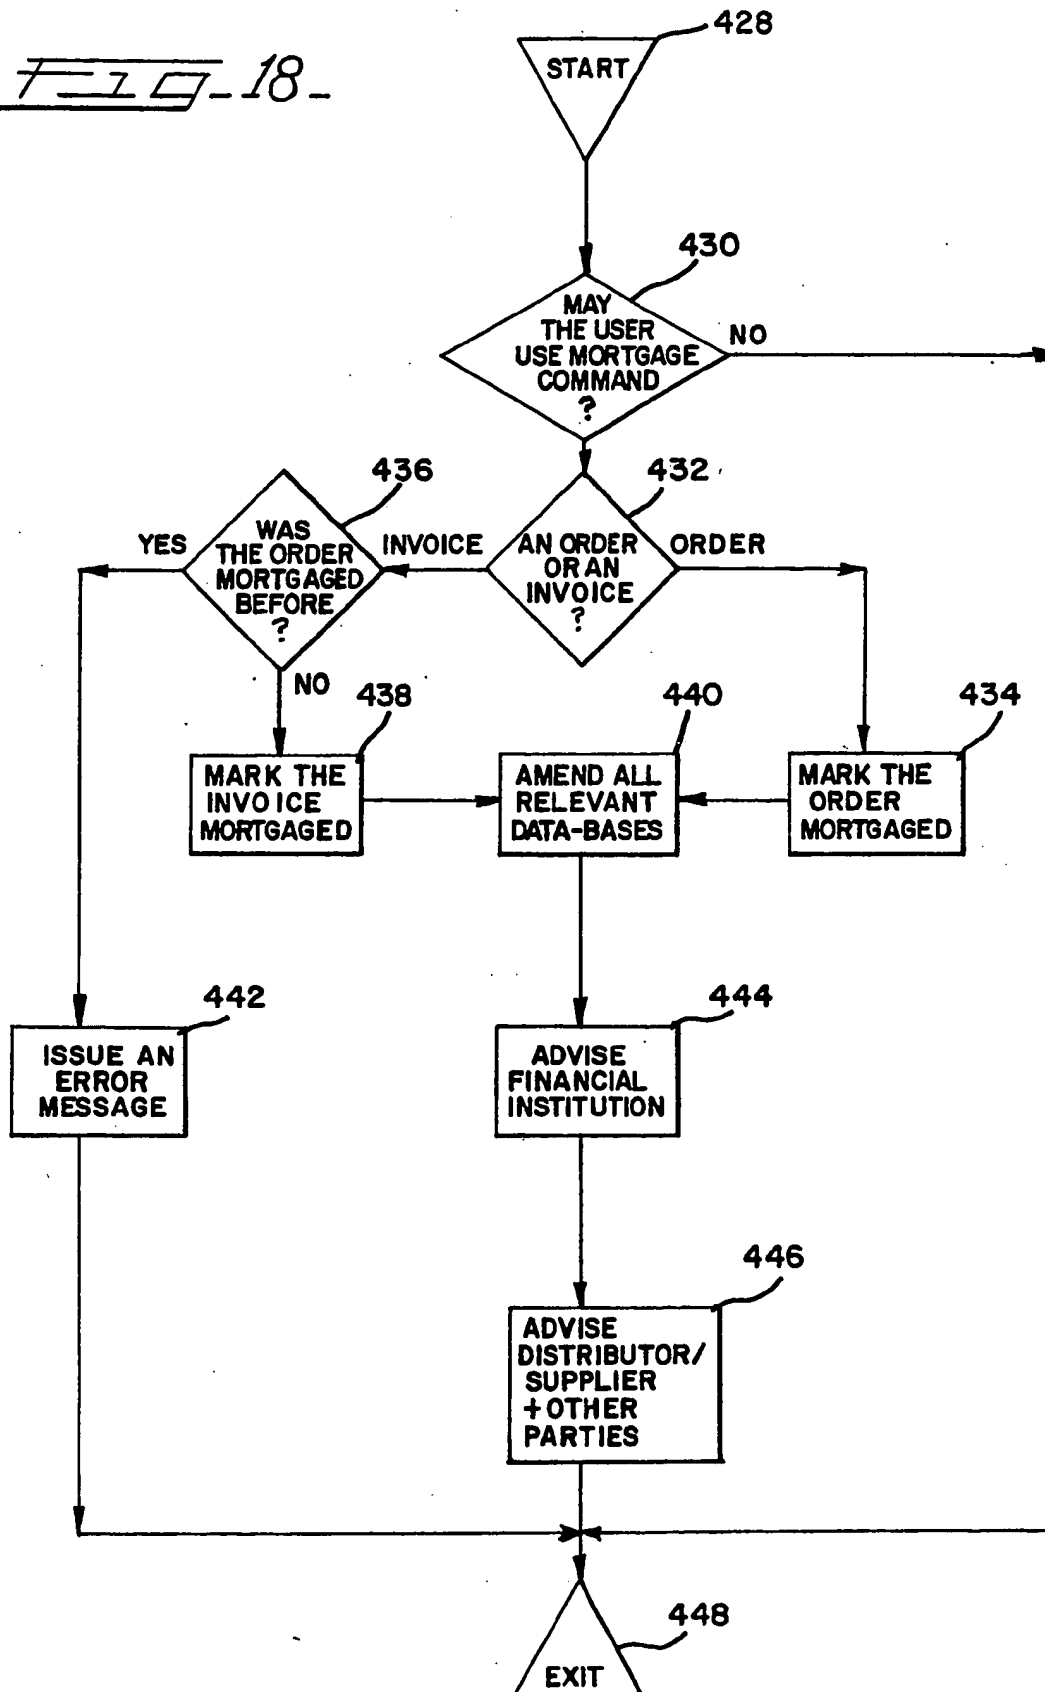 Fig-18-
428
START
430
MAY
THE USER
USE MORTGAGE
COMMAND
?
NO
436
432
YES
WAS
THE ORDER
MORTGAGED
BEFORE
?
INVOICE
AN ORDER
OR AN
INVOICE
?
ORDER
NO
438
440
434
MARK THE
INVOICE
MORTGAGED
AMEND ALL
RELEVANT
DATA-BASES
MARK THE
ORDER
MORTGAGED
442
444
ISSUE AN
ERROR
MESSAGE
ADVISE
FINANCIAL
INSTITUTION
446
ADVISE
DISTRIBUTOR/
SUPPLIER
+ OTHER
PARTIES
448
EXIT